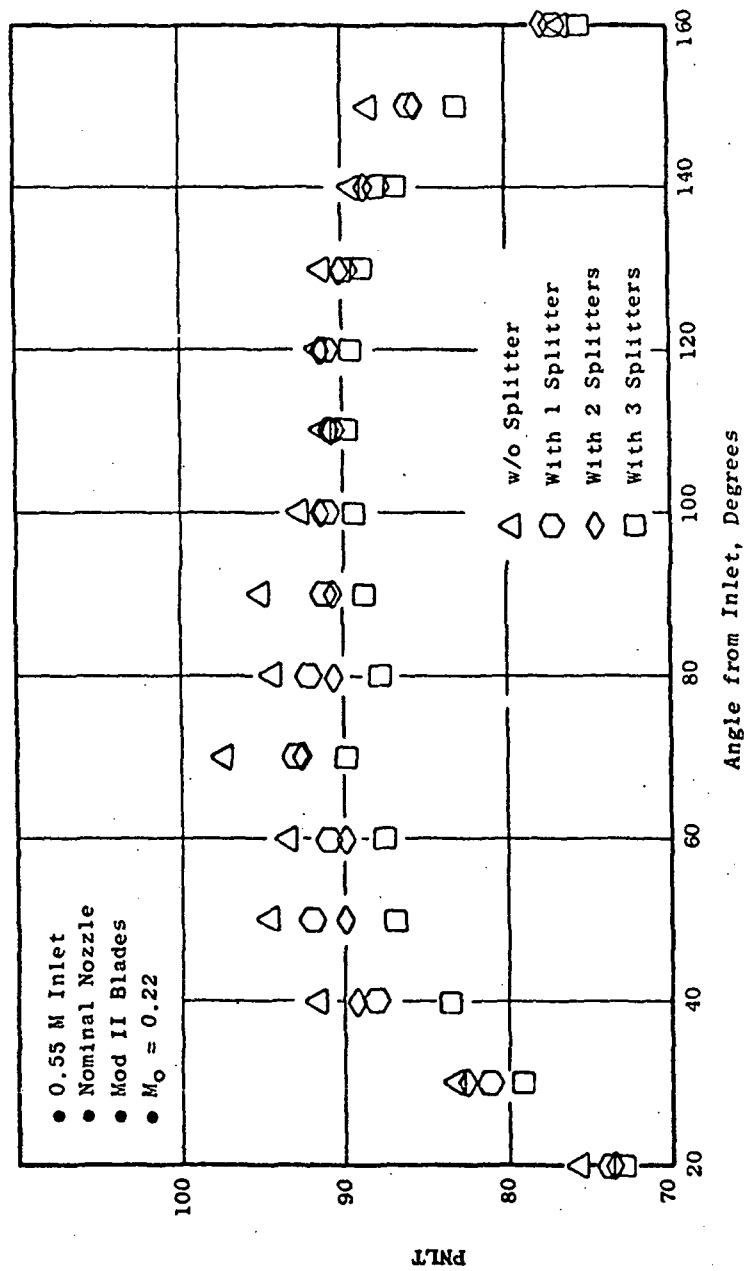 ● 0.55 M Inlet
● Nominal Nozzle
● Mod II Blades
● Mo = 0.22
100
90
80
70
PNLT
w/o Splitter
With 1 Splitter
With 2 Splitters
With 3 Splitters
20
40
60
80
100
120
140
160
Angle from Inlet, Degrees